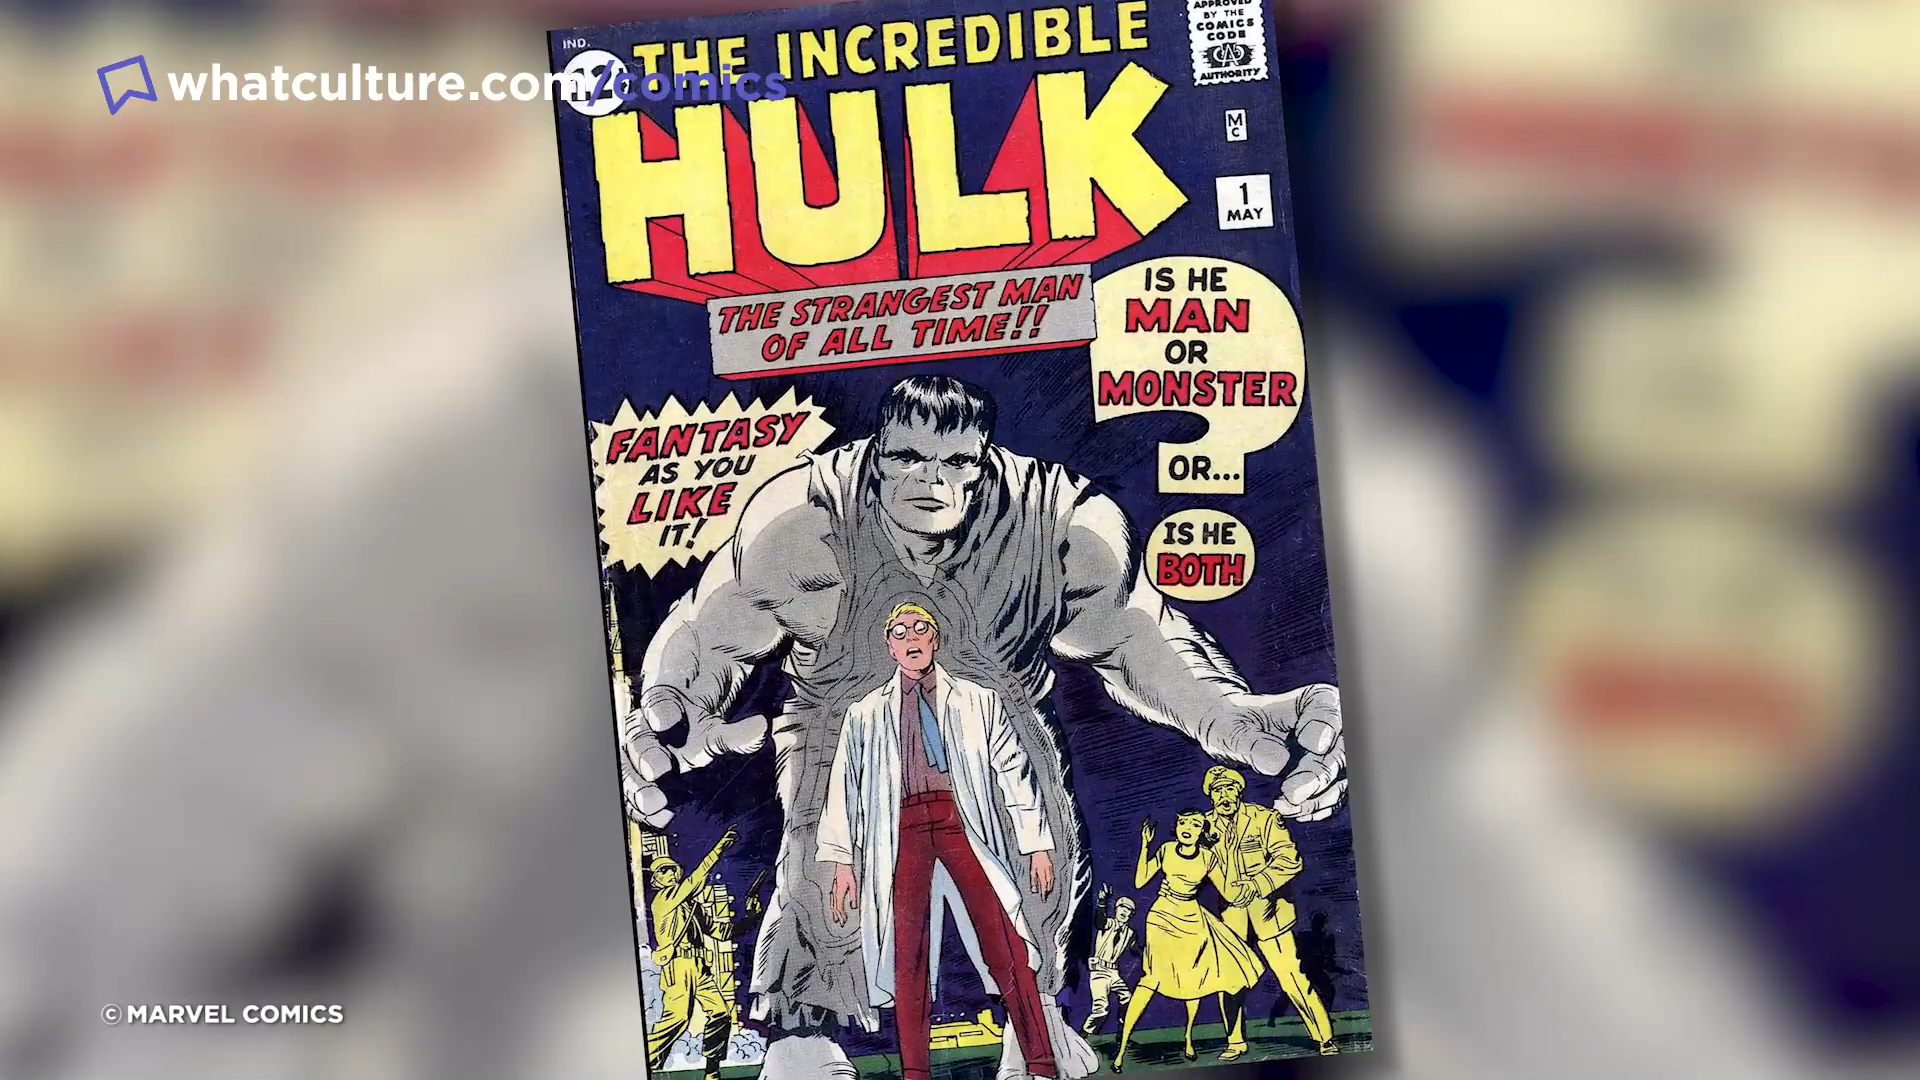 whatculture.com/comics
IND.
THE INCREDIBLE
HULK
APPROVED
BY THE
COMICS
CODE
AUTHORITY
M
C
1
MAY
THE STRANGEST MAN
OF ALL TIME!!
IS HE
MAN
OR
MONSTER
OR...
IS HE
BOTH
FANTASY
AS YOU
LIKE
IT!
© MARVEL COMICS